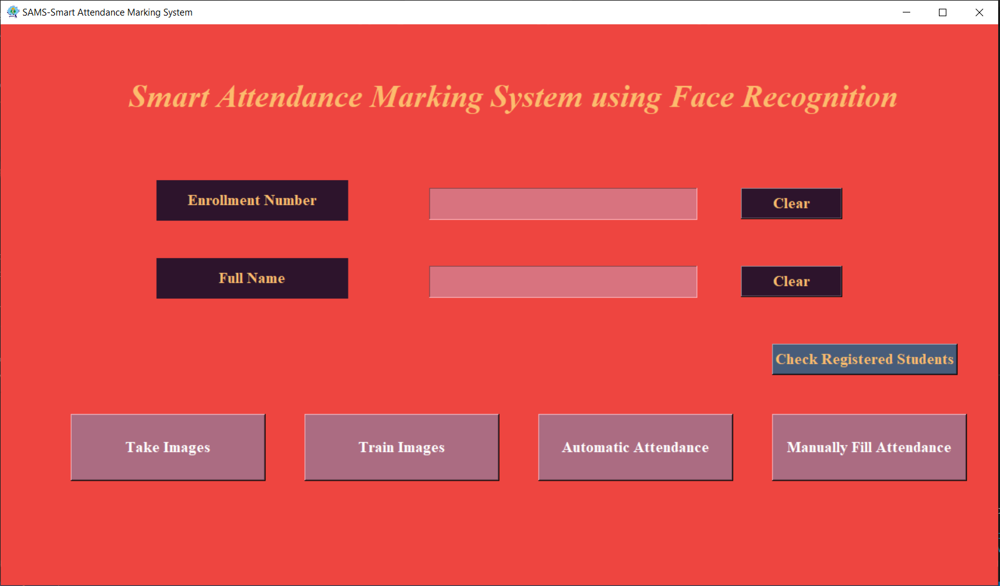 SAMS-Smart Attendance Marking System
Smart Attendance Marking System using Face Recognition
Enrollment Number
Clear
Full Name
Clear
Check Registered Students
Take Images
Train Images
Automatic Attendance
Manually Fill Attendance